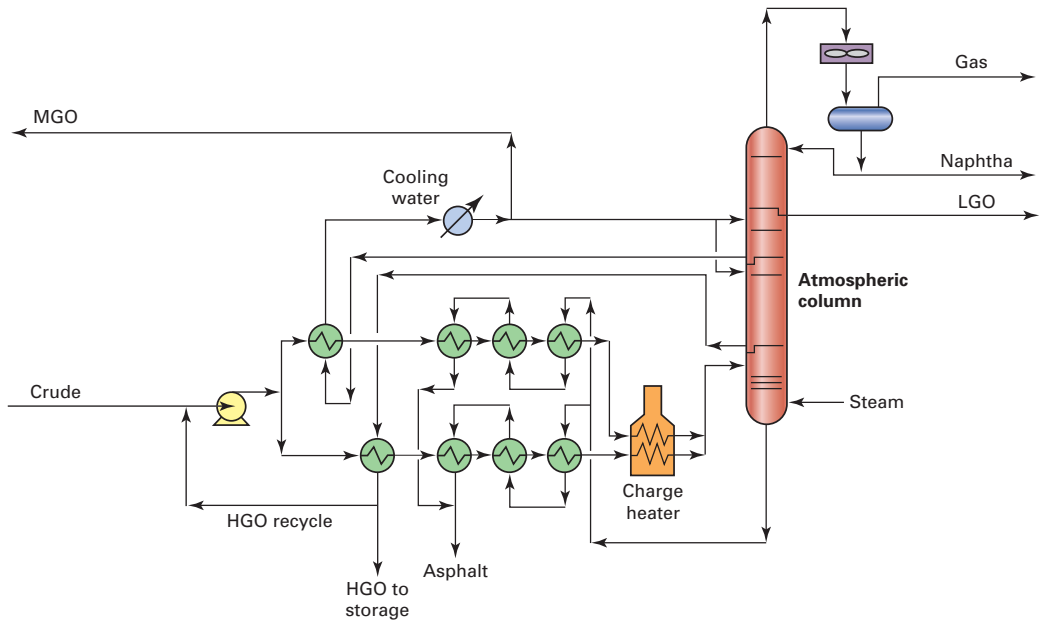 Gas
MGO
Naphtha
Cooling
water
LGO
Atmospheric
column
Crude
Steam
Charge
heater
HGO recycle
Asphalt
HGO to
storage